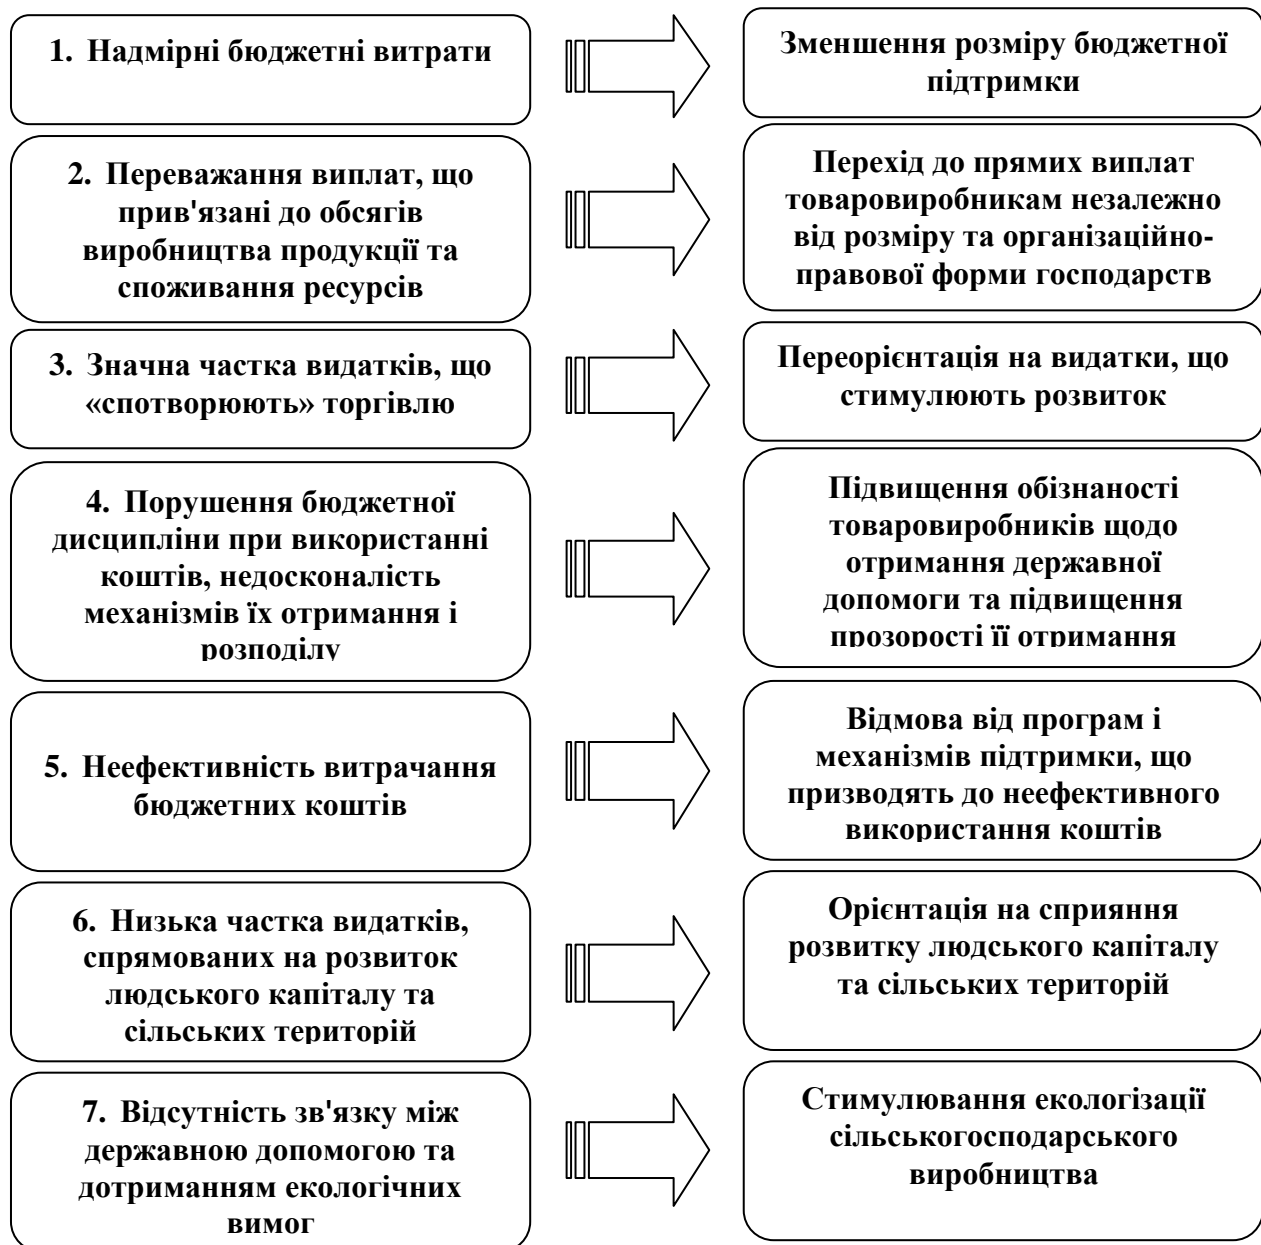 1. Надмірні бюджетні витрати
Зменшення розміру бюджетної
підтримки
2. Переважання виплат, що
прив'язані до обсягів
виробництва продукції та
споживання ресурсів
Перехід до прямих виплат
товаровиробникам незалежно
від розміру та організаційно-
правової форми господарств
3. Значна частка видатків, що
«спотворюють» торгівлю
Переорієнтація на видатки, що
стимулюють розвиток
4. Порушення бюджетної
дисципліни при використанні
коштів, недосконалість
механізмів їх отримання і
розподілу
Підвищення обізнаності
товаровиробників щодо
отримання державної
допомоги та підвищення
прозорості її отримання
5. Неефективність витрачання
бюджетних коштів
Відмова від програм і
механізмів підтримки, що
призводять до неефективного
використання коштів
6. Низька частка видатків,
спрямованих на розвиток
людського капіталу та
сільських територій
Орієнтація на сприяння
розвитку людського капіталу
та сільських територій
7. Відсутність зв'язку між
державною допомогою та
дотриманням екологічних
вимог
Стимулювання екологізації
сільськогосподарського
виробництва